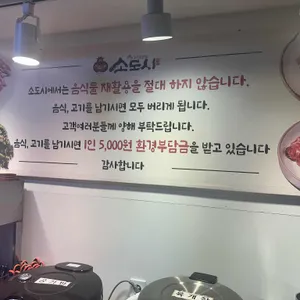 소도시
소도시에서는 음식물 재활용을 절대 하지 않습니다.
음식, 고기를 남기시면 모두 버리게 됩니다.
고객여러분들께 양해 부탁드립니다.
음식, 고기를 남기시면 1인 5,000원 환경부담금을 받고 있습니다
감사합니다